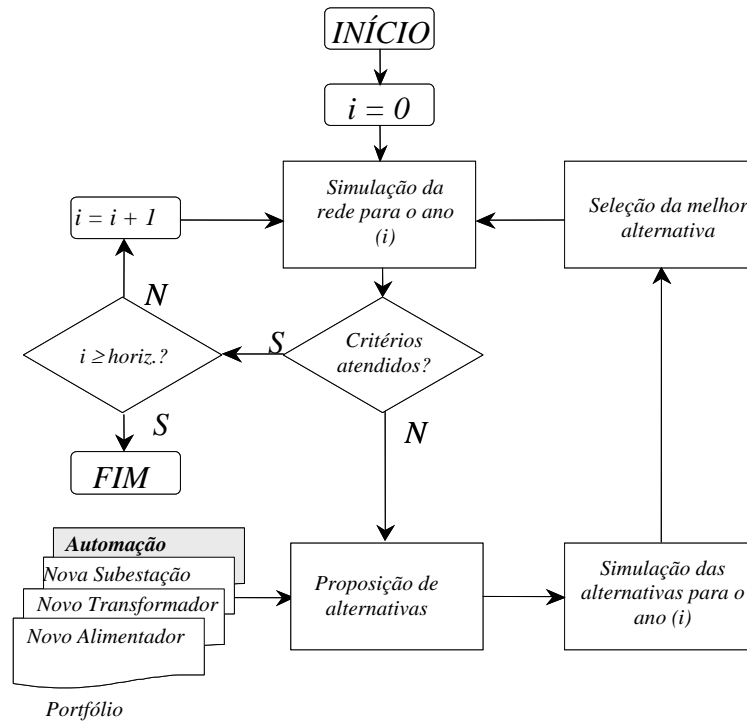 INÍCIO
i = 0
Simulação da
rede para o ano
(i)
Seleção da melhor
alternativa
i = i + 1
N
S
Critérios
atendidos?
i ≥ horiz.?
S
N
FIM
Automação
Nova Subestação
Novo Transformador
Novo Alimentador
Portfólio
Proposição de
alternativas
Simulação das
alternativas para o
ano (i)